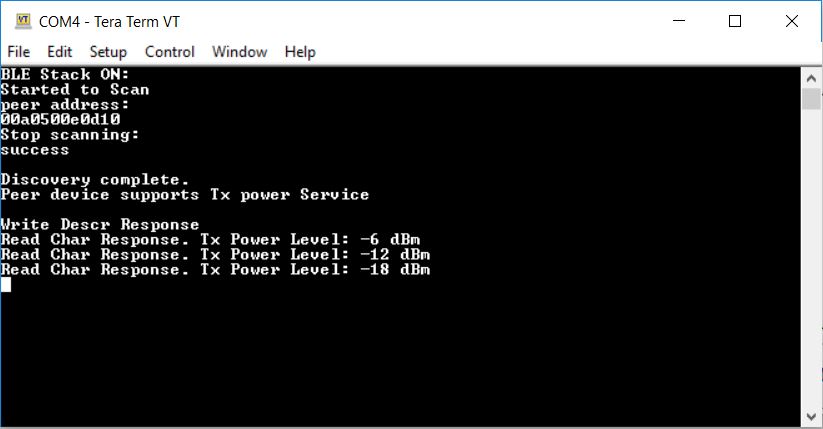 VT
COM4 - Tera Term VT
File Edit Setup Control Window Help
BLE Stack ON:
Started to Scan
peer address:
00a0500e0d10
Stop scanning:
success
Discovery complete.
Peer device supports Tx power Service
Write Descr Response
Read Char Response. Tx Power Level: -6 dBm
Read Char Response. Tx Power Level: -12 dBm
Read Char Response. Tx Power Level: -18 dBm